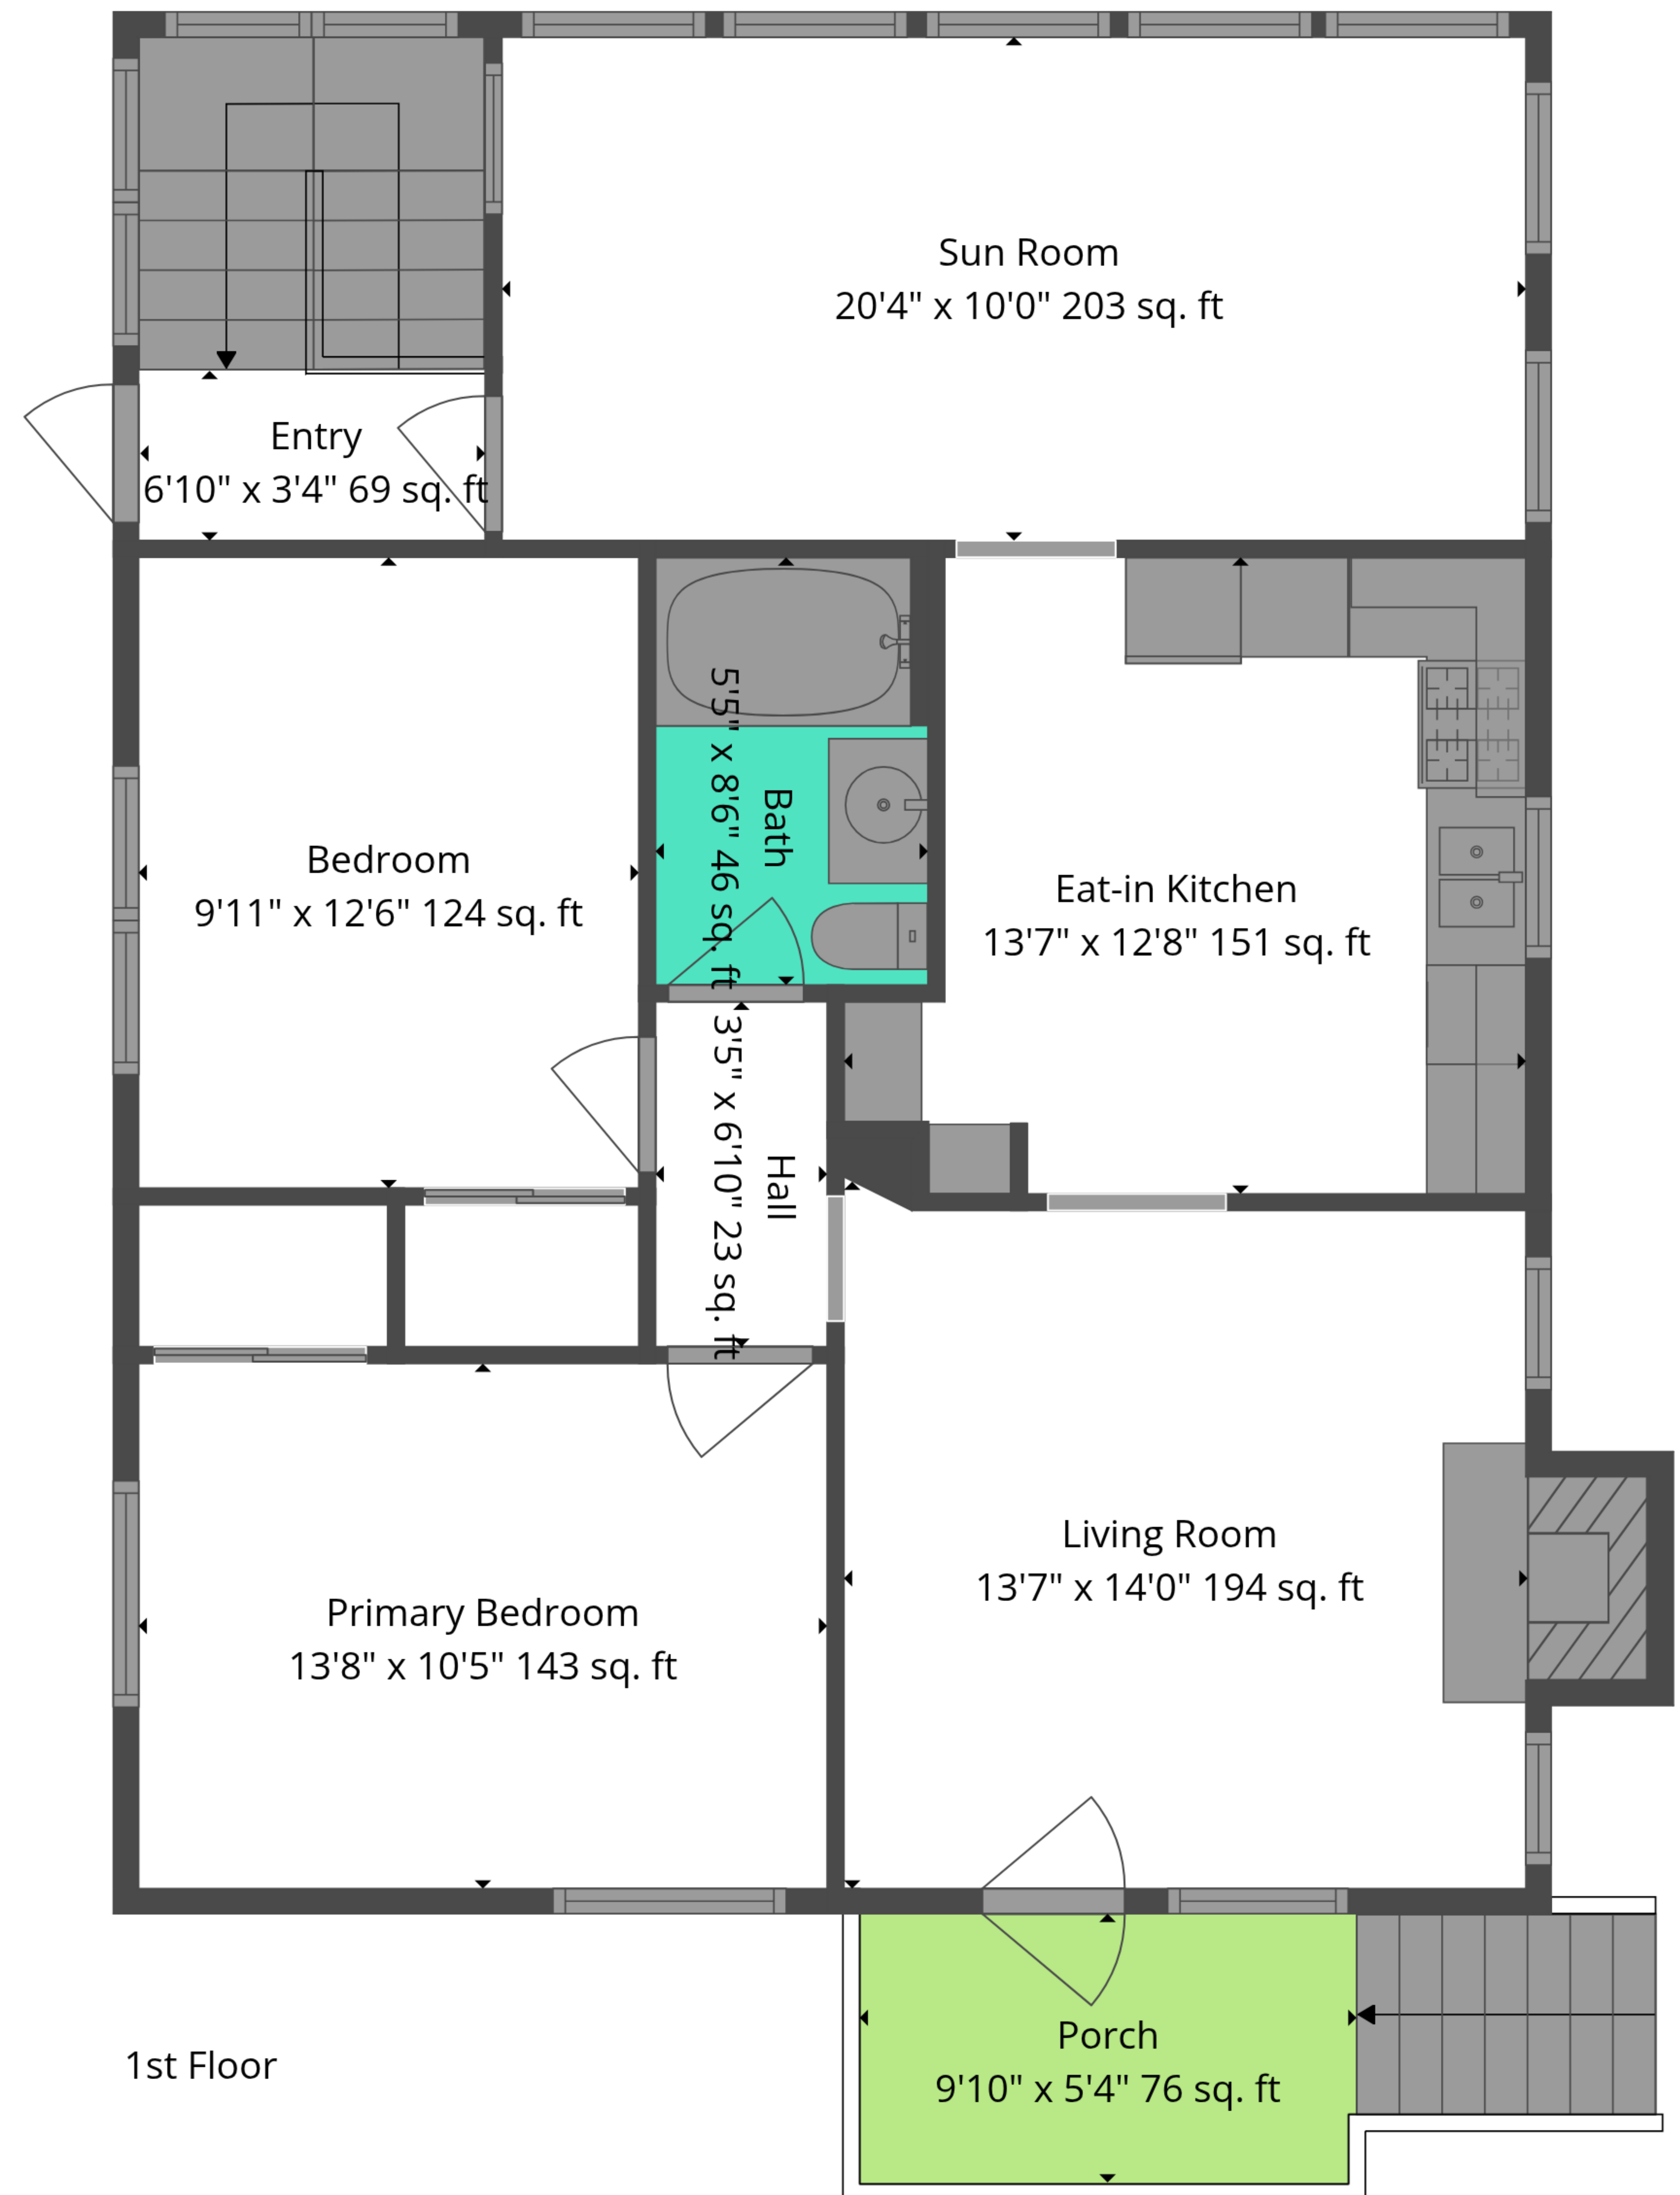 Sun Room
20'4" x 10'0" 203 sq. ft
Entry
6'10" x 3'4" 69 sq. ft
Bath
5'5" x 8'6" 46 sq. ft
Bedroom
9'11" x 12'6" 124 sq. ft
Eat-in Kitchen
13'7" x 12'8" 151 sq. ft
Hall
3'5" x 6'10" 23 sq. ft
Living Room
13'7" x 14'0" 194 sq. ft
Primary Bedroom
13'8" x 10'5" 143 sq. ft
Porch
9'10" x 5'4" 76 sq. ft
1st Floor